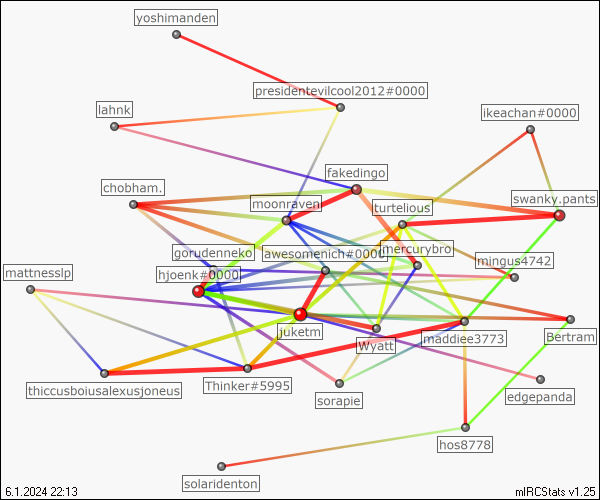 yoshimanden
presidentevilcool2012#0000
lahnk
ikeachan#0000
fakedingo
chobham.
swanky.pants
moonraven
turtelious
gorudenneko
awesomenich#0000
mercurybro
mingus4742
mattnesslp
hjoenk#0000
juketm
Wyatt
maddiee3773
Bertram
thiccusboiusalexusjoneus
Thinker#5995
sorapie
edgepanda
hos8778
solaridenton
6.1.2024 22:13
mIRCStats v1.25